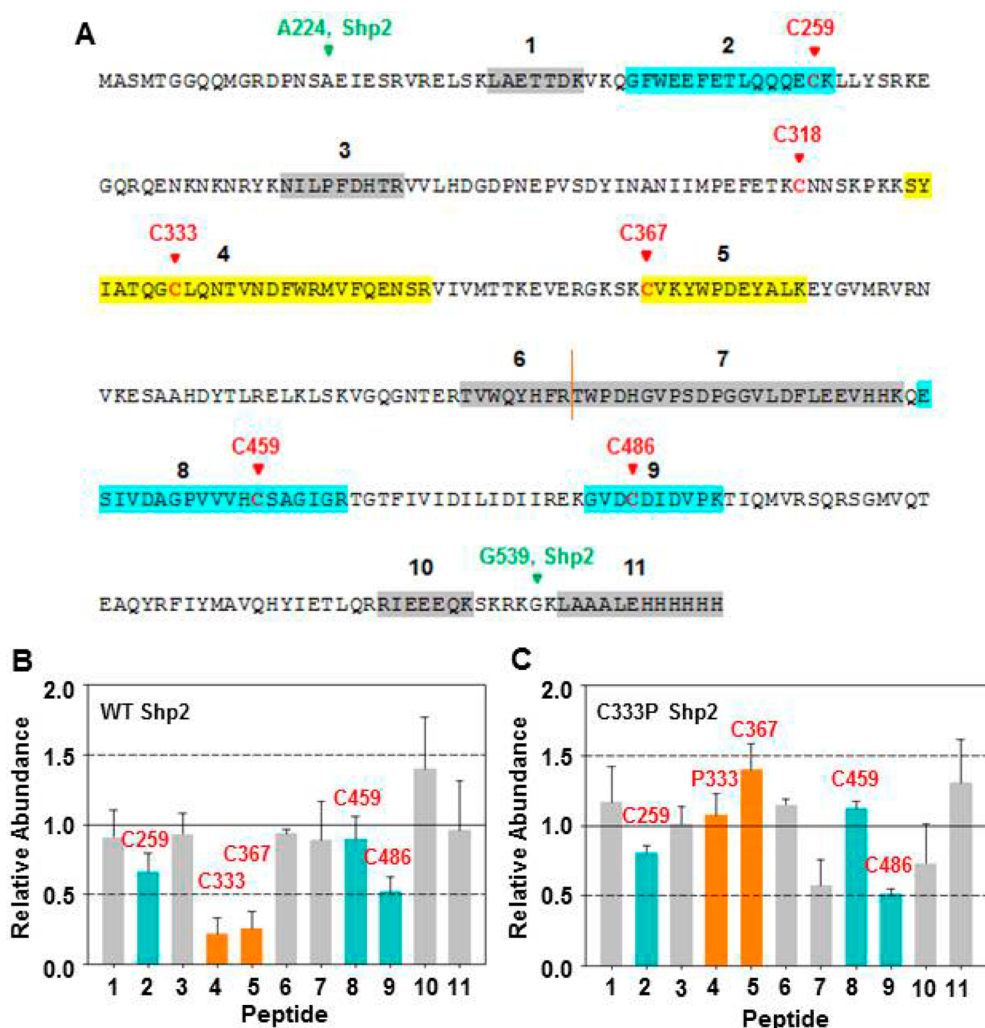 A
A224, Shp2
1
2
C259
MASMTGGQQMGRDPNSAEIESRVRELSKLAETTDKVKQGFWEEFETLQQQECKLLYSRKE
3
C318
GQRQENKNKNRYKNILPFDHTRVVLHDGDPNEPVSDYINANIIMPEFETKCNNSKPKKSY
C333
4
C367
5
IATQGCLQNTVNDFWRMVFQENSRVIVMTTKEVERGKSKCVKYWPDEYALKEYGVMRVRN
6
7
VKESAAHDYTLRELKLSKVGQGNTERTVWQYHFRTWPDHGVPSDPGGVLDFLEEVHHKQE
8
C459
C486
9
SIVDAGPVVVHCSAGIGRTGTFIVIDILIDIIREKGVDCDIDVPKTIQMVRSQRSGMVQT
10
G539, Shp2
11
EAQYRFIYMAVQHYIETLQRRIEEEQKSKRKGKLAAALEHHHHHH
B
WT Shp2
Relative Abundance
2.0
1.5
1.0
0.5
0.0
C259
C333
C367
C459
C486
1 2 3 4 5 6 7 8 9 10 11
Peptide
C
C333P Shp2
Relative Abundance
2.0
1.5
1.0
0.5
0.0
C259
P333
C367
C459
C486
1 2 3 4 5 6 7 8 9 10 11
Peptide